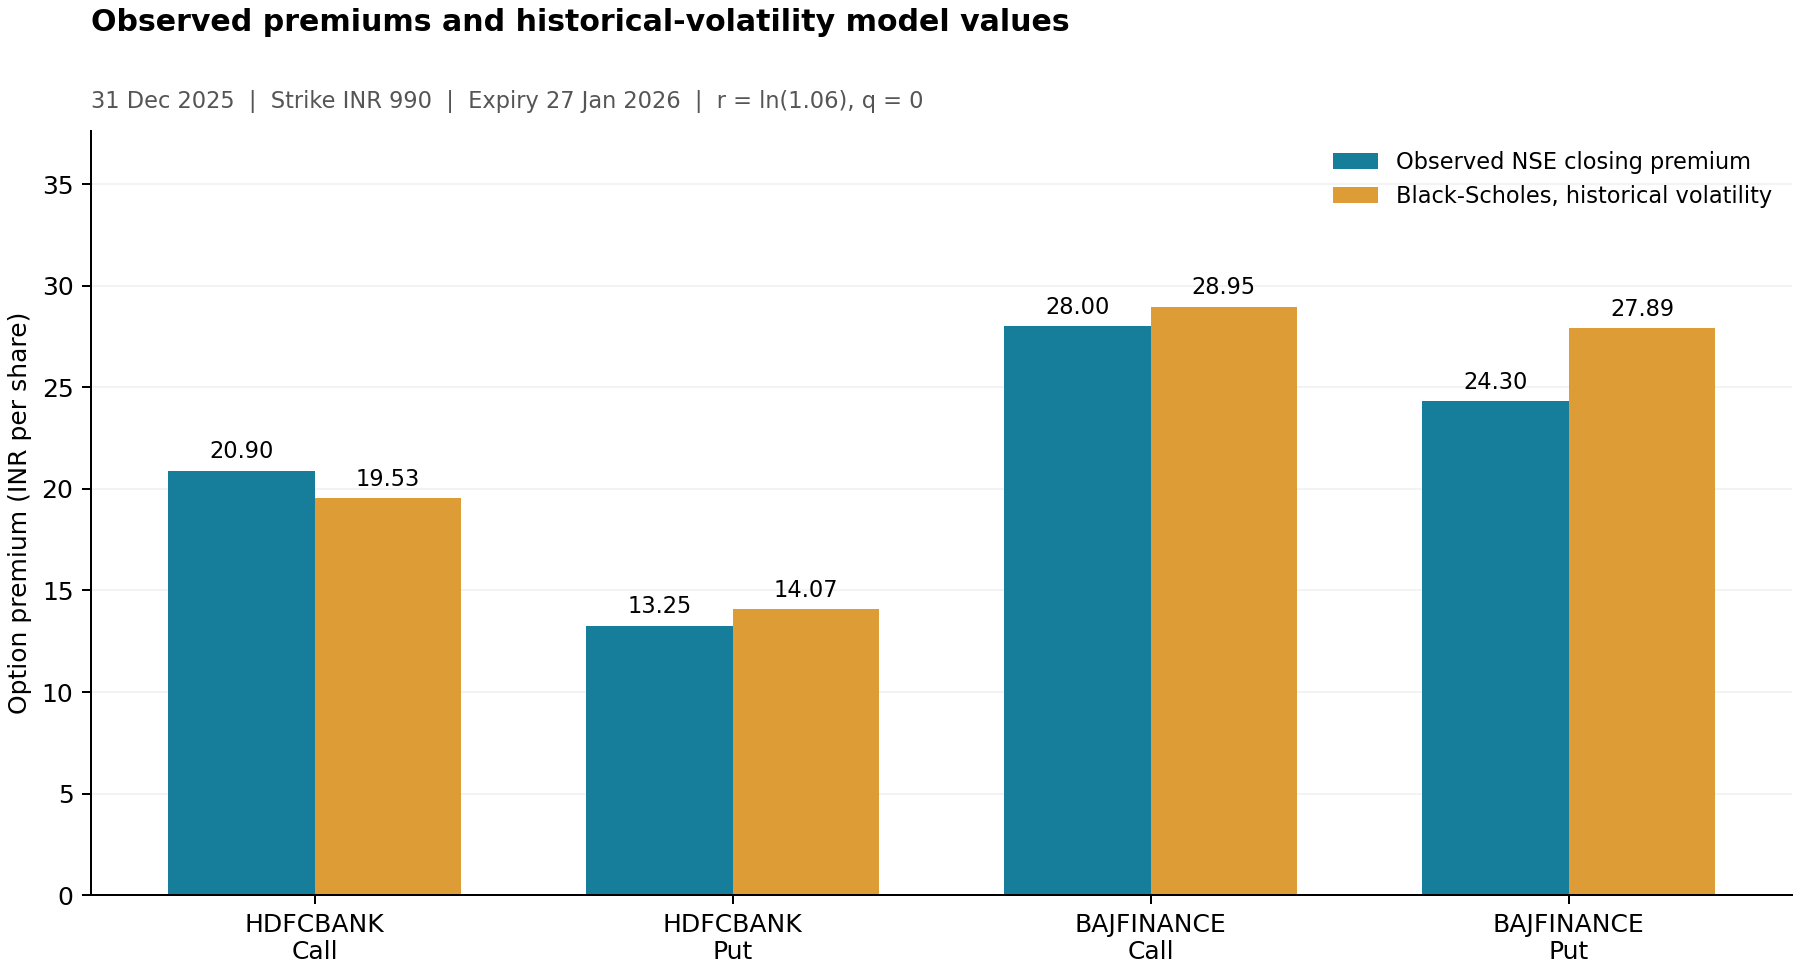 Observed premiums and historical-volatility model values
31 Dec 2025 | Strike INR 990 | Expiry 27 Jan 2026 | r = ln(1.06), q = 0
Observed NSE closing premium
Black-Scholes, historical volatility
Option premium (INR per share)
35
30
25
20
15
10
5
0
20.90
19.53
13.25
14.07
28.00
28.95
24.30
27.89
HDFCBANK
Call
HDFCBANK
Put
BAJFINANCE
Call
BAJFINANCE
Put